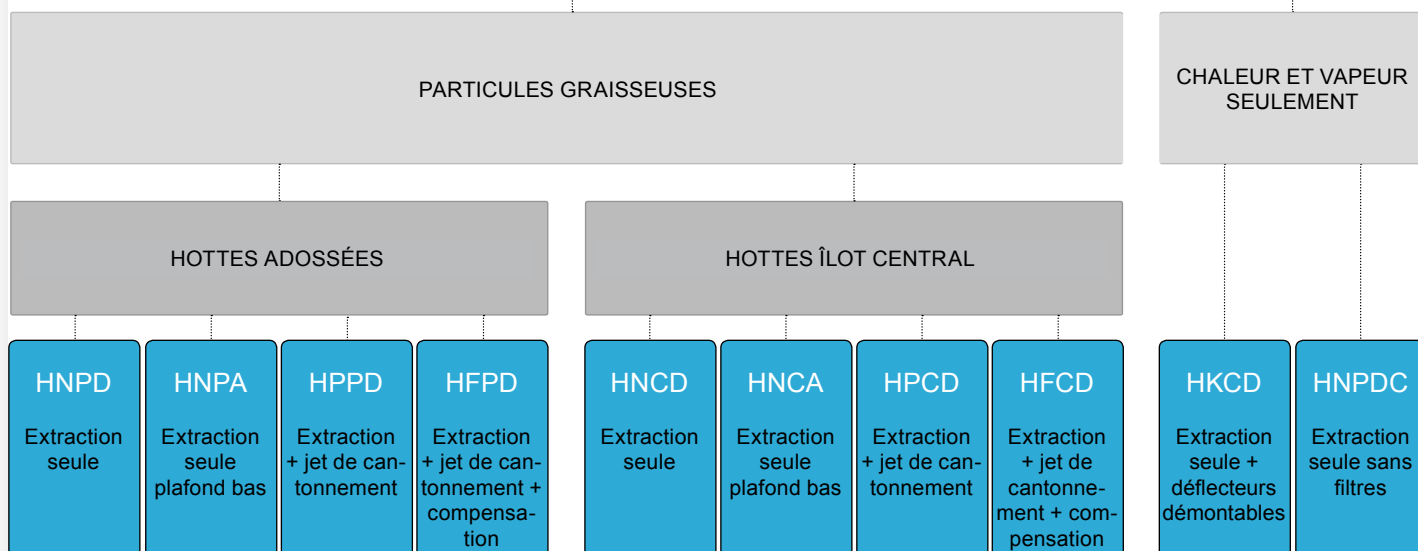 PARTICULES GRAISSEUSES
CHALEUR ET VAPEUR
SEULEMENT
HOTTES ADOSSÉES
HOTTES ÎLOT CENTRAL
HNPD
Extraction
seule
HNPA
Extraction
seule
plafond bas
HPPD
Extraction
+ jet de can-
tonnement
HFPD
Extraction
+ jet de can-
tonnement +
compensa-
tion
HNCD
Extraction
seule
HNCA
Extraction
seule
plafond bas
HPCD
Extraction
+ jet de can-
tonnement
HFCD
Extraction
+ jet de
cantonne-
ment + com-
pensation
HKCD
Extraction
seule +
déflecteurs
démontables
HNPDC
Extraction
seule sans
filtres